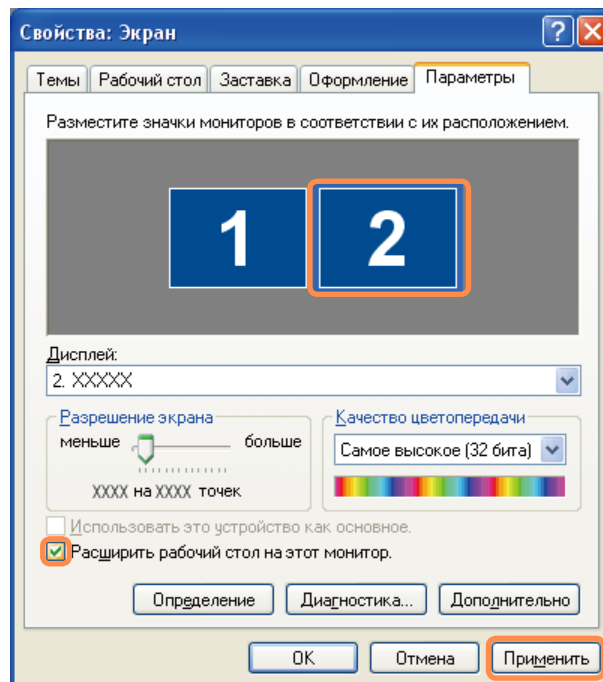 Свойства: Экран
Темы Рабочий стол Заставка Оформление Параметры
Разместите значки мониторов в соответствии с их расположением.
1 2
Дисплей:
2. XXXXX
Разрешение экрана Качество цветопередачи
меньше больше Самое высокое (32 бита)
XXXX на XXXX точек
Использовать это устройство как основное.
Расширить рабочий стол на этот монитор.
Определение Диагностика... Дополнительно
OK Отмена Применить